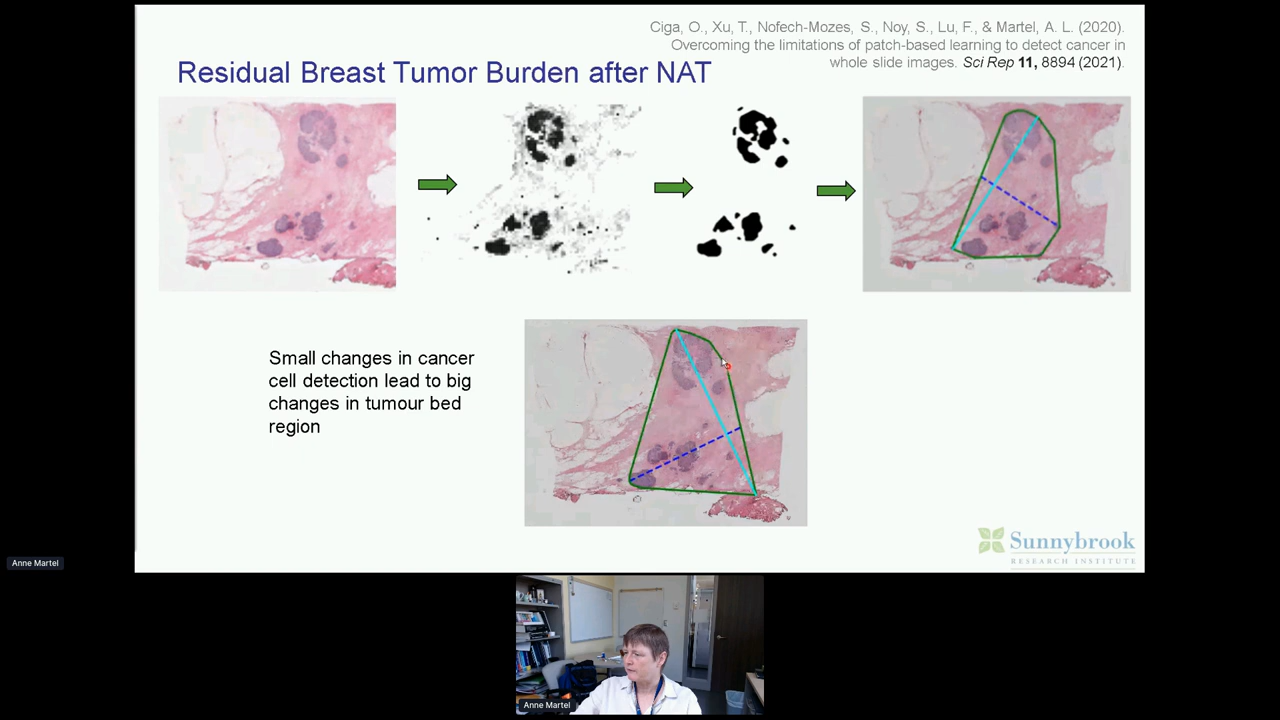 Ciga, O., Xu, T., Nofech-Mozes, S., Noy, S., Lu, F., & Martel, A. L. (2020).
Overcoming the limitations of patch-based learning to detect cancer in
whole slide images. Sci Rep 11, 8894 (2021).
Residual Breast Tumor Burden after NAT
Small changes in cancer
cell detection lead to big
changes in tumour bed
region
Sunnybrook
RESEARCH INSTITUTE
Anne Martel
Anne Martel